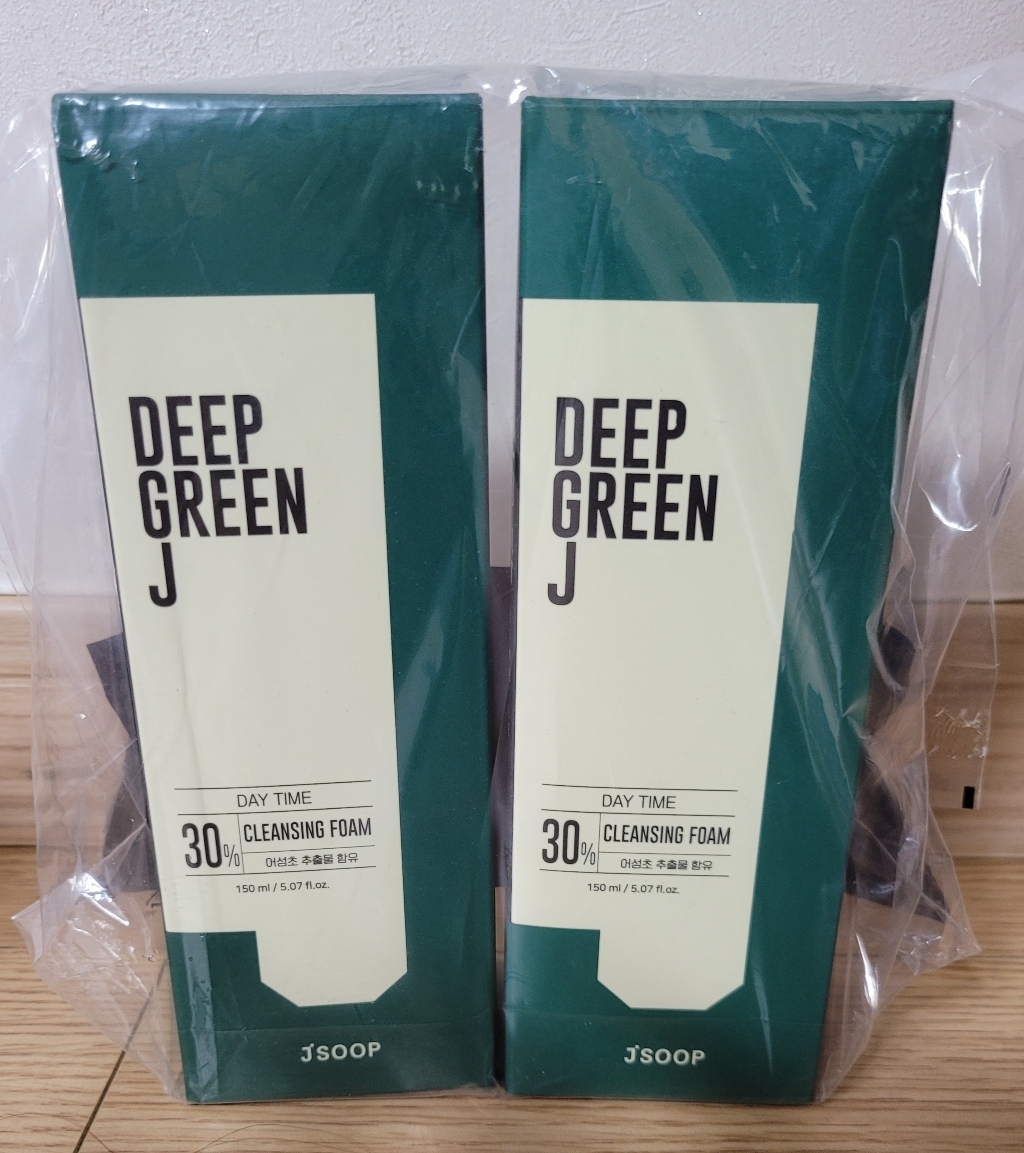 DEEP
GREEN
J
DAY TIME
30%
CLEANSING FOAM
어성초 추출물 함유
150 ml / 5.07 fl.oz.
J'SOOP
DEEP
GREEN
J
DAY TIME
30%
CLEANSING FOAM
어성초 추출물 함유
150 ml / 5.07 fl.oz.
J'SOOP